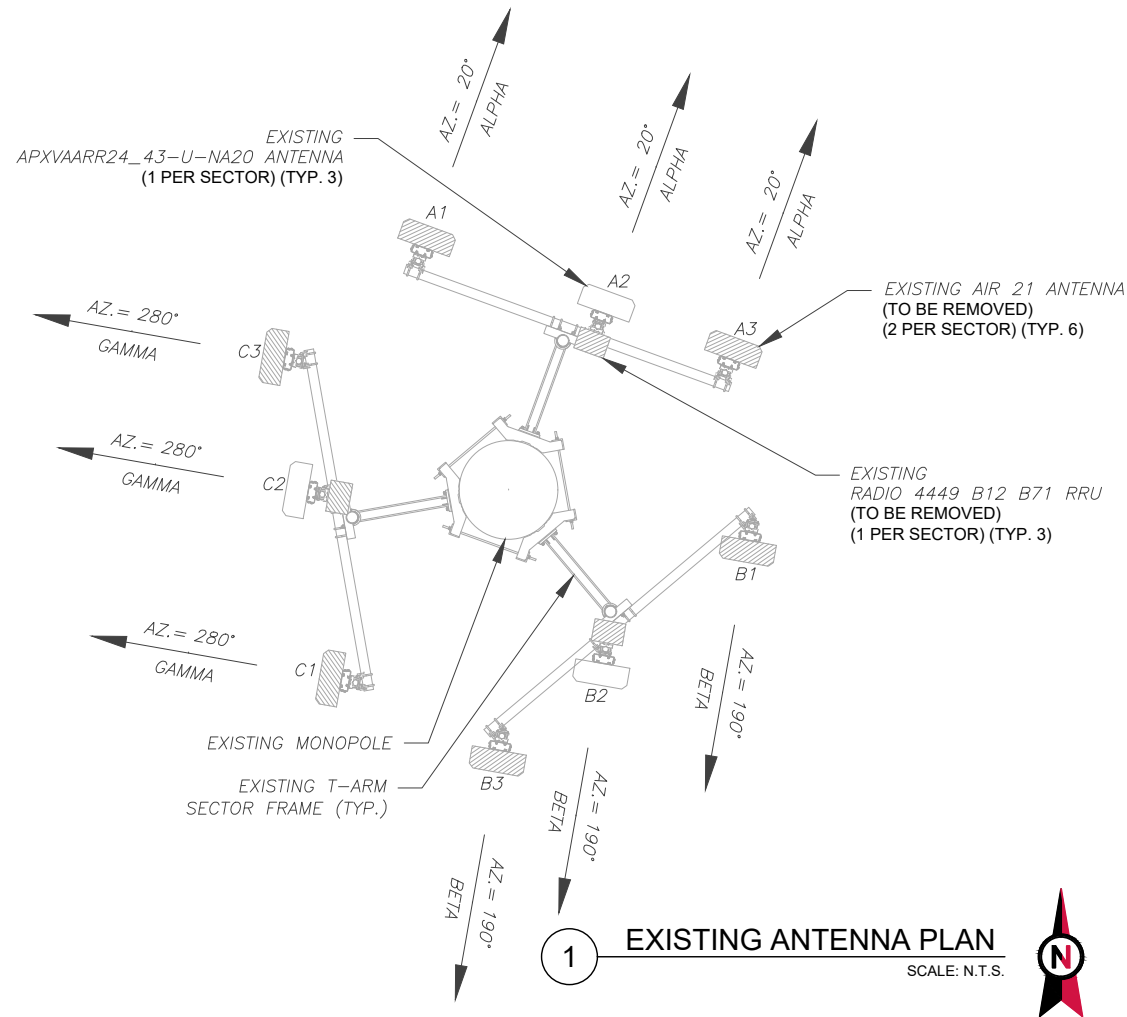 AZ.= 20°
ALPHA
AZ.= 20°
ALPHA
AZ.= 20°
ALPHA
EXISTING
APXVAARR24_43-U-NA20 ANTENNA
(1 PER SECTOR) (TYP. 3)
A1
A2
A3
EXISTING AIR 21 ANTENNA
(TO BE REMOVED)
(2 PER SECTOR) (TYP. 6)
AZ.= 280°
GAMMA
C3
AZ.= 280°
GAMMA
C2
EXISTING
RADIO 4449 B12 B71 RRU
(TO BE REMOVED)
(1 PER SECTOR) (TYP. 3)
B1
AZ.= 280°
GAMMA
C1
B2
AZ.= 190°
BETA
EXISTING MONOPOLE
B3
EXISTING T-ARM
SECTOR FRAME (TYP.)
AZ.= 190°
BETA
AZ.= 190°
BETA
1
EXISTING ANTENNA PLAN
SCALE: N.T.S.
N